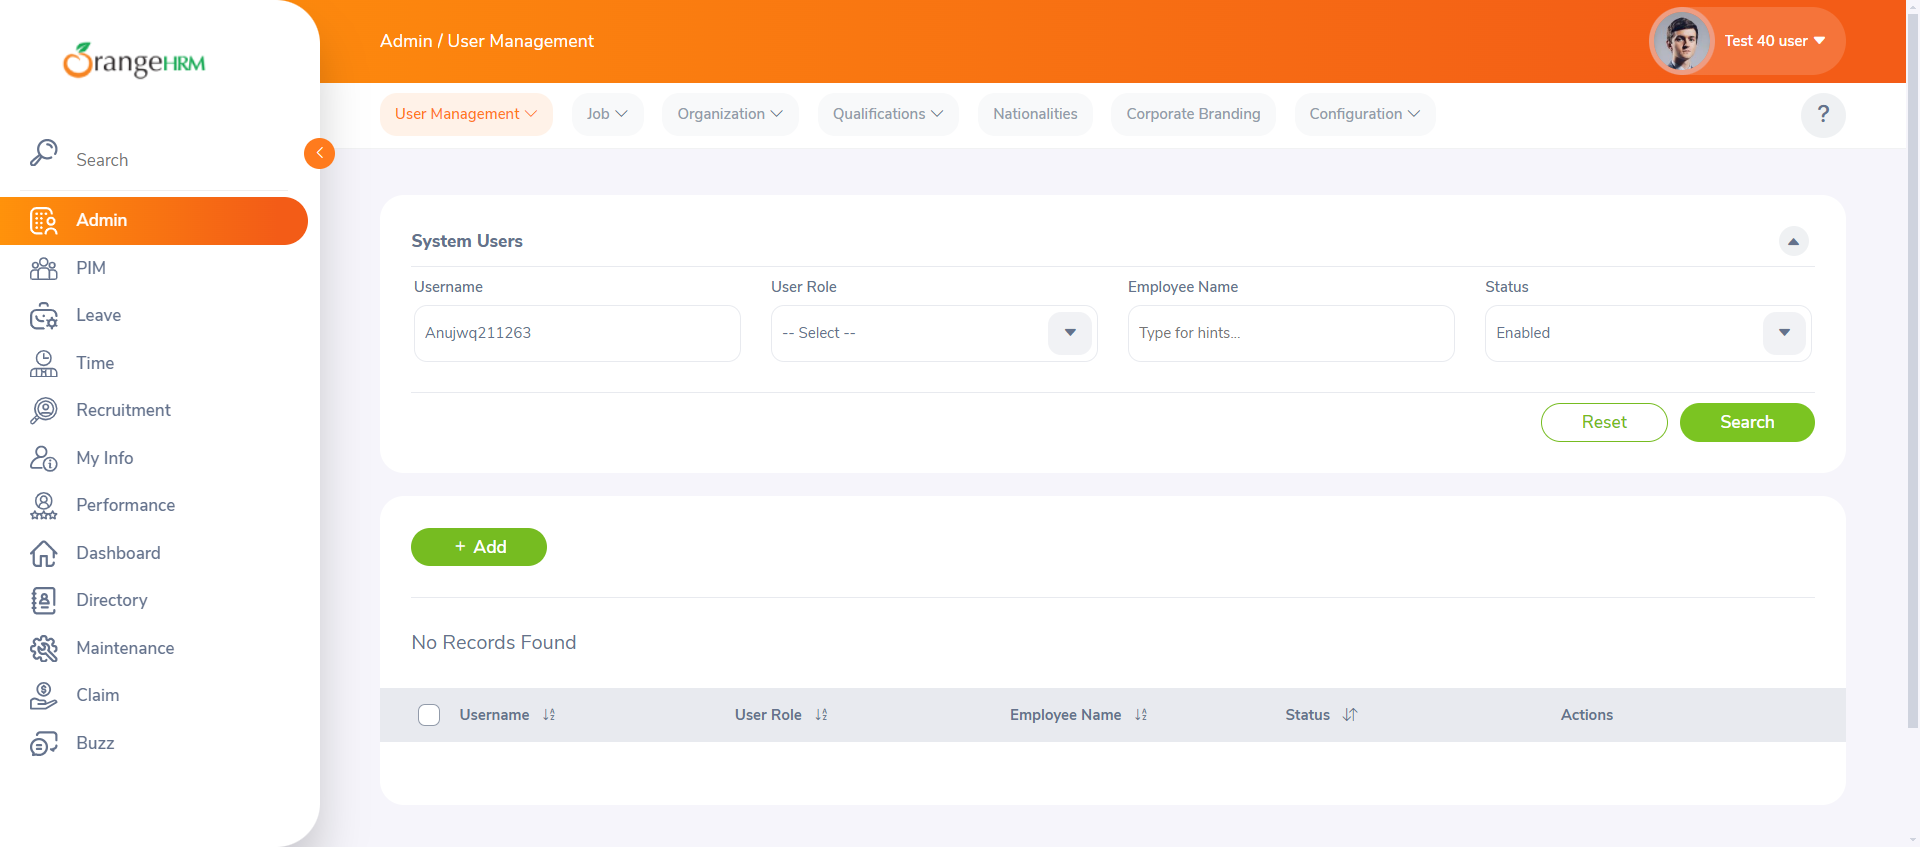 OrangeHRM
Admin / User Management
Test 40 user
User Management
Job
Organization
Qualifications
Nationalities
Corporate Branding
Configuration
?
Search
Admin
PIM
Leave
Time
Recruitment
My Info
Performance
Dashboard
Directory
Maintenance
Claim
Buzz
System Users
Username
User Role
Employee Name
Status
Anujwq211263
-- Select --
Type for hints...
Enabled
Reset
Search
+ Add
No Records Found
Username
User Role
Employee Name
Status
Actions